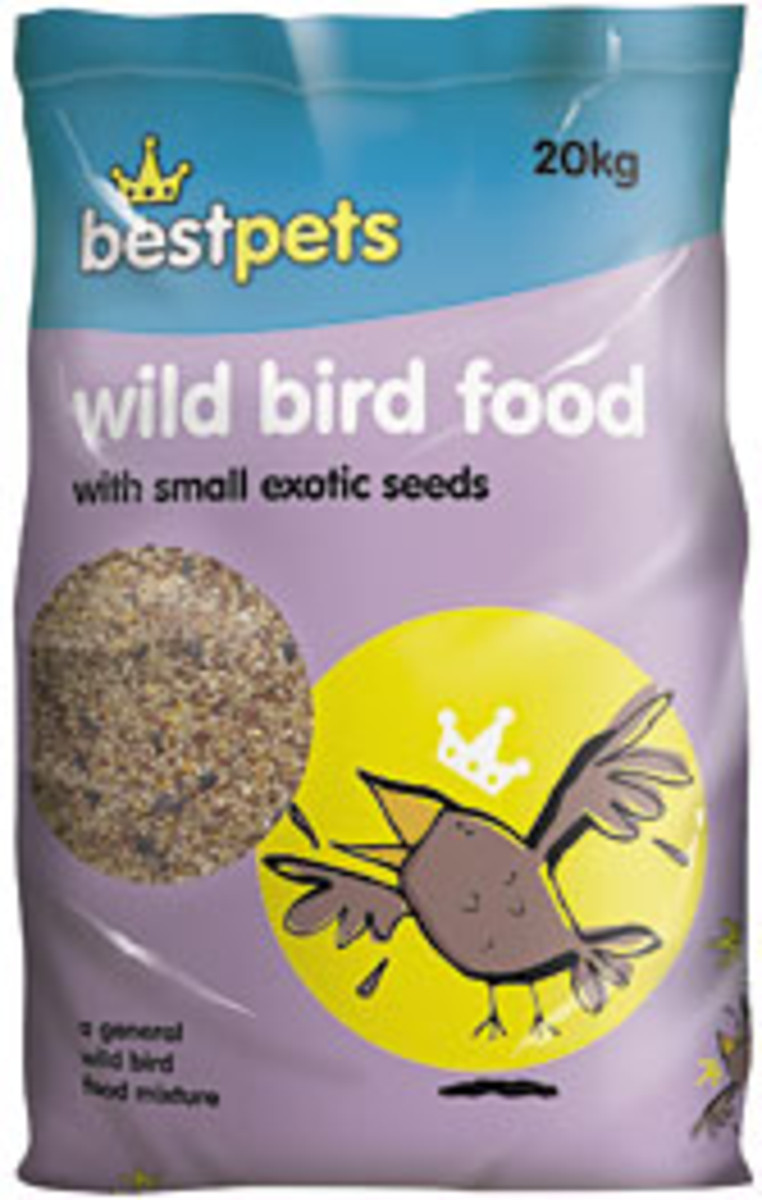 20kg
bestpets
wild bird food
with small exotic seeds
a general
wild bird
food mixture